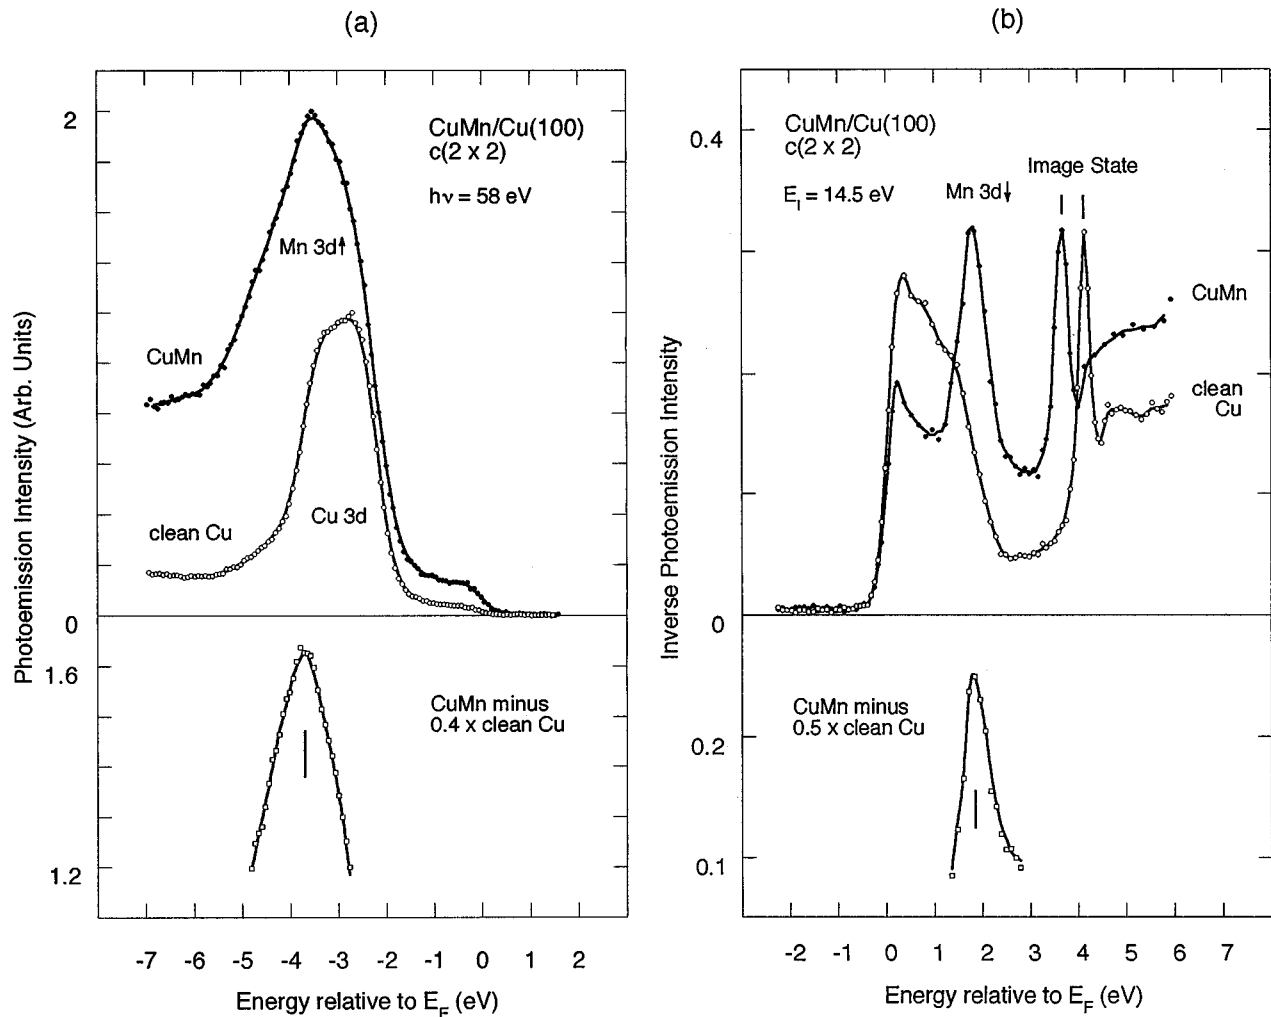 (a)
2
CuMn/Cu(100)
c(2 x 2)
hν = 58 eV
Mn 3d↑
CuMn
clean Cu
Cu 3d
0
1.6
CuMn minus
0.4 x clean Cu
1.2
-7 -6 -5 -4 -3 -2 -1 0 1 2
Energy relative to E_F (eV)
Photoemission Intensity (Arb. Units)
(b)
0.4
CuMn/Cu(100)
c(2 x 2)
E_I = 14.5 eV
Mn 3d↓
Image State
CuMn
clean
Cu
0
CuMn minus
0.5 x clean Cu
0.2
0.1
-2 -1 0 1 2 3 4 5 6 7
Energy relative to E_F (eV)
Inverse Photoemission Intensity